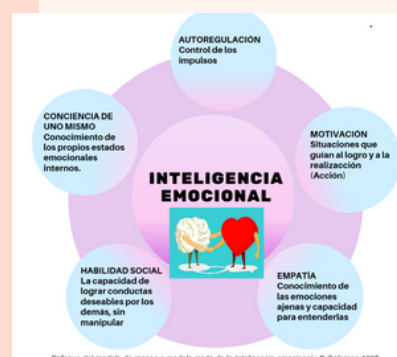 AUTOREGULACIÓN
Control de los
impulsos
CONCIENCIA DE
UNO MISMO
Conocimiento de
los propios estados
emocionales
internos.
MOTIVACIÓN
Situaciones que
guían al logro y a la
realizacción
(Acción)
INTELIGENCIA
EMOCIONAL
HABILIDAD SOCIAL
La capacidad de
lograr conductas
deseables por los
demás, sin
manipular
EMPATÍA
Conocimiento de
las emociones
ajenas y capacidad
para entenderlas